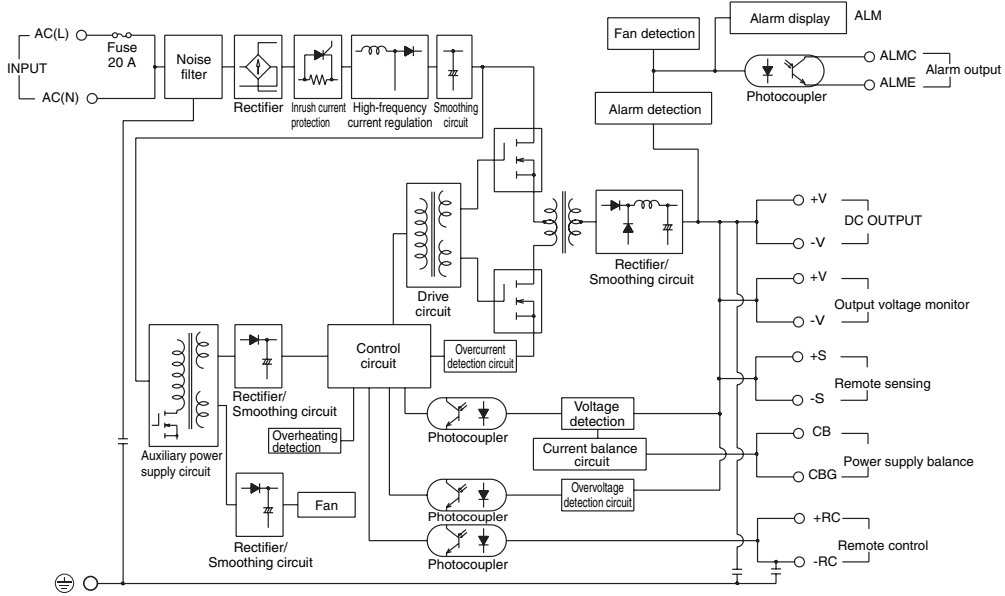 AC(L)
Fuse
20 A
INPUT
AC(N)
Noise
filter
Rectifier
Inrush current
protection
High-frequency
current regulation
Smoothing
circuit
Fan detection
Alarm display
ALM
Alarm detection
Photocoupler
ALMC
ALME
Alarm output
Drive
circuit
Rectifier/
Smoothing circuit
+V
-V
DC OUTPUT
+V
-V
Output voltage monitor
+S
-S
Remote sensing
CB
CBG
Power supply balance
+RC
-RC
Remote control
Auxiliary power
supply circuit
Rectifier/
Smoothing circuit
Control
circuit
Overcurrent
detection circuit
Overheating
detection
Photocoupler
Voltage
detection
Current balance
circuit
Rectifier/
Smoothing circuit
Fan
Photocoupler
Overvoltage
detection circuit
Photocoupler